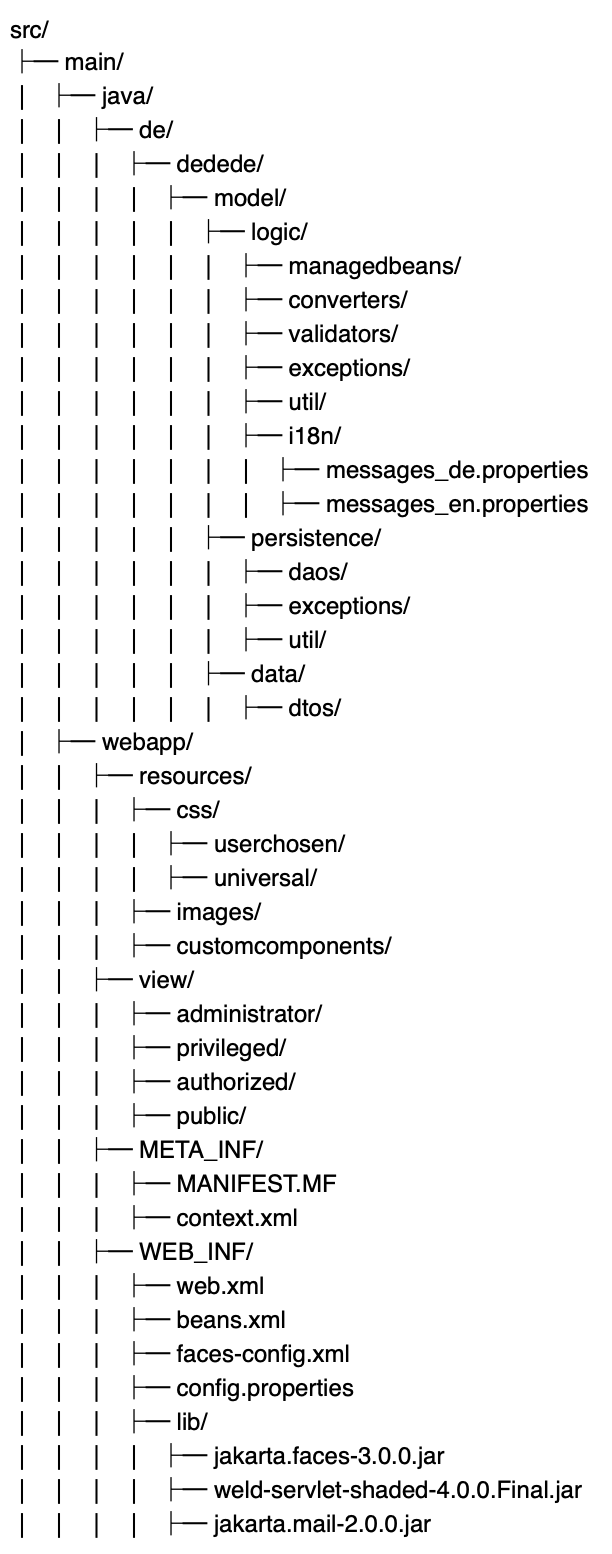 src/
├── main/
|   ├── java/
|   |   ├── de/
|   |   |   ├── dedede/
|   |   |   |   ├── model/
|   |   |   |   |   ├── logic/
|   |   |   |   |   |   ├── managedbeans/
|   |   |   |   |   |   ├── converters/
|   |   |   |   |   |   ├── validators/
|   |   |   |   |   |   ├── exceptions/
|   |   |   |   |   |   ├── util/
|   |   |   |   |   |   ├── i18n/
|   |   |   |   |   |   |   ├── messages_de.properties
|   |   |   |   |   |   |   ├── messages_en.properties
|   |   |   |   |   ├── persistence/
|   |   |   |   |   |   ├── daos/
|   |   |   |   |   |   ├── exceptions/
|   |   |   |   |   |   ├── util/
|   |   |   |   |   ├── data/
|   |   |   |   |   |   ├── dtos/
|   ├── webapp/
|   |   ├── resources/
|   |   |   ├── css/
|   |   |   |   ├── userchosen/
|   |   |   |   ├── universal/
|   |   |   ├── images/
|   |   |   ├── customcomponents/
|   |   ├── view/
|   |   |   ├── administrator/
|   |   |   ├── privileged/
|   |   |   ├── authorized/
|   |   |   ├── public/
|   |   ├── META_INF/
|   |   |   ├── MANIFEST.MF
|   |   |   ├── context.xml
|   |   ├── WEB_INF/
|   |   |   ├── web.xml
|   |   |   ├── beans.xml
|   |   |   ├── faces-config.xml
|   |   |   ├── config.properties
|   |   |   ├── lib/
|   |   |   |   ├── jakarta.faces-3.0.0.jar
|   |   |   |   ├── weld-servlet-shaded-4.0.0.Final.jar
|   |   |   |   ├── jakarta.mail-2.0.0.jar